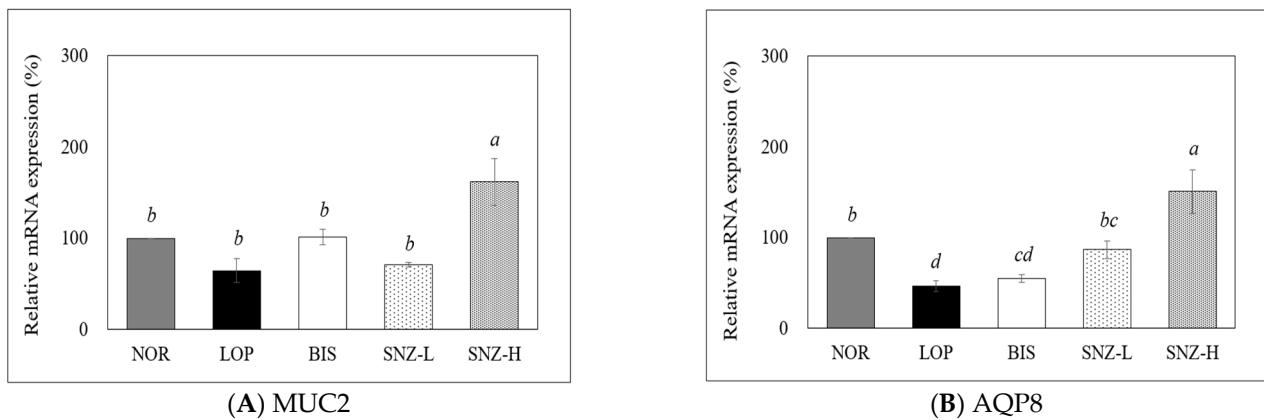 Relative mRNA expression (%)
300
200
100
0
b
b
b
b
a
NOR
LOP
BIS
SNZ-L
SNZ-H
(A) MUC2
Relative mRNA expression (%)
300
200
100
0
b
d
cd
bc
a
NOR
LOP
BIS
SNZ-L
SNZ-H
(B) AQP8